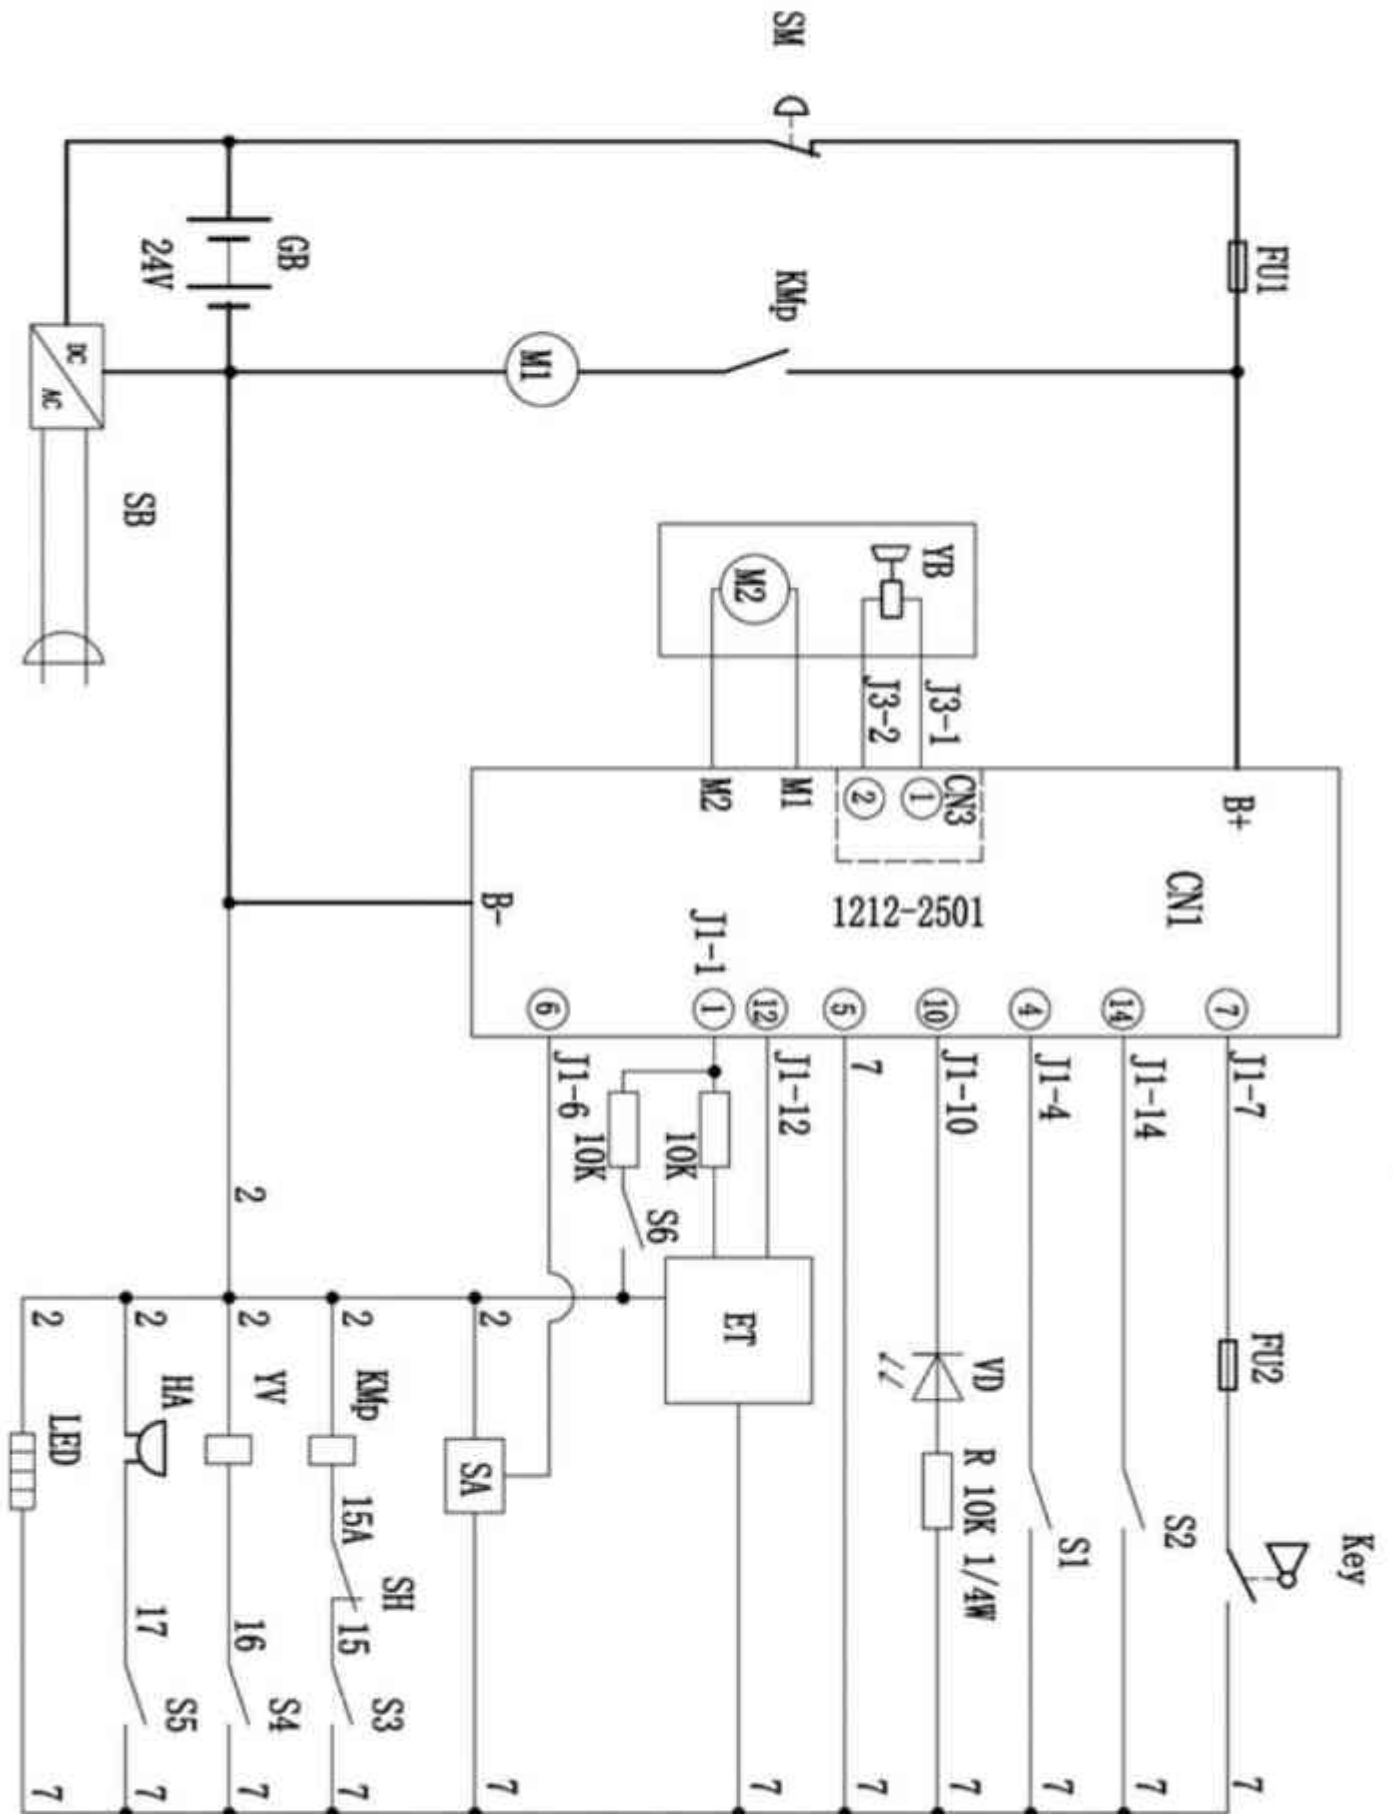 SM
FU1
GB
24V
KMp
M1
DC
AC
SB
YB
M2
J3-1
J3-2
B+
CN3
1
2
M1
M2
CN1
1212-2501
B-
J1-1
7
14
4
10
5
12
1
6
J1-7
J1-14
J1-4
J1-10
7
J1-12
J1-6
10K
10K
2
S6
FU2
ET
VD
2
2
2
2
2
KMp
YV
HA
LED
SA
R 10K 1/4W
Key
S2
S1
15A
SH
15
16
17
S3
S4
S5
7
7
7
7
7
7
7
7
7
7
7